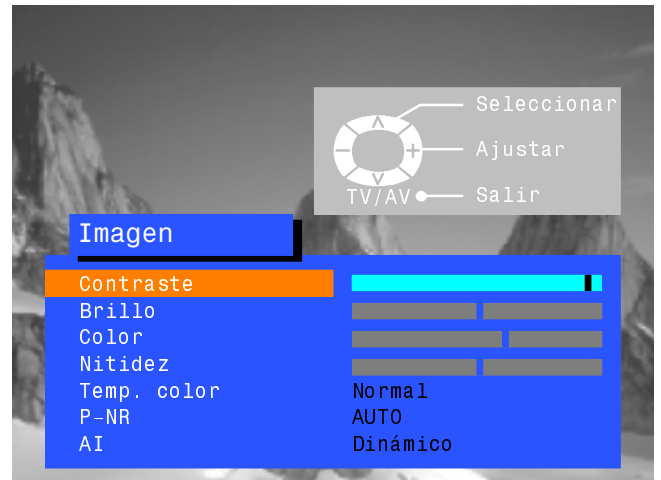 Seleccionar
Ajustar
TV/AV Salir
Imagen
Contraste
Brillo
Color
Nitidez
Temp. color Normal
P-NR AUTO
AI Dinámico